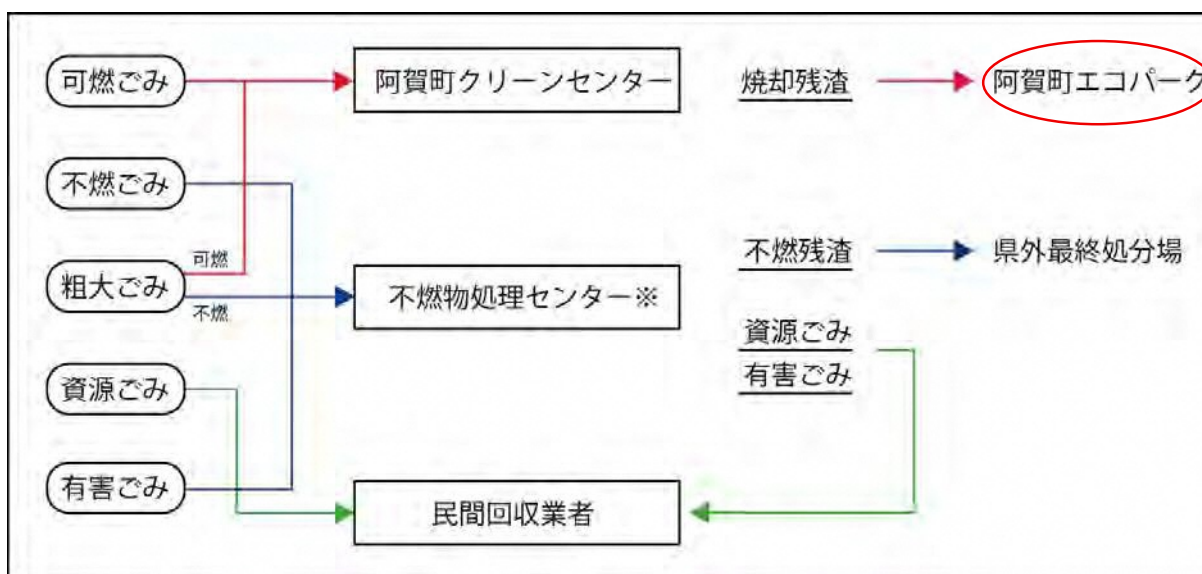 可燃ごみ
阿賀町クリーンセンター
焼却残渣
阿賀町エコパーク
不燃ごみ
可燃
粗大ごみ
不燃
不燃物処理センター※
不燃残渣
県外最終処分場
資源ごみ
有害ごみ
資源ごみ
有害ごみ
民間回収業者